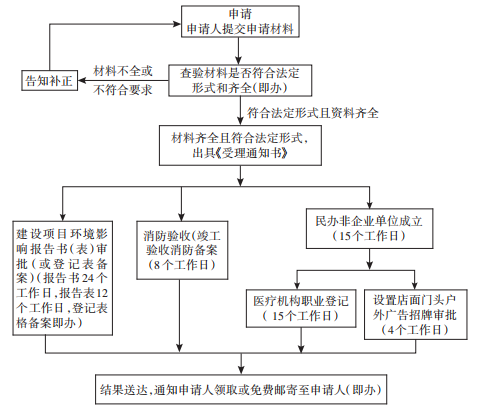 申请
申请人提交申请材料
材料不全或
不符合要求
告知补正
查验材料是否符合法定
形式和齐全(即办)
符合法定形式且资料齐全
材料齐全且符合法定形式,
出具《受理通知书》
建设项目环境影
响报告书(表)审
批(或登记表备
案)(报告书24个
工作日,报告表12
个工作日,登记表
格备案即办)
消防验收(竣工
验收消防备案
(8个工作日)
民办非企业单位成立
(15个工作日)
医疗机构职业登记
(15个工作日)
设置店面门头户
外广告招牌审批
(4个工作日)
结果送达,通知申请人领取或免费邮寄至申请人(即办)